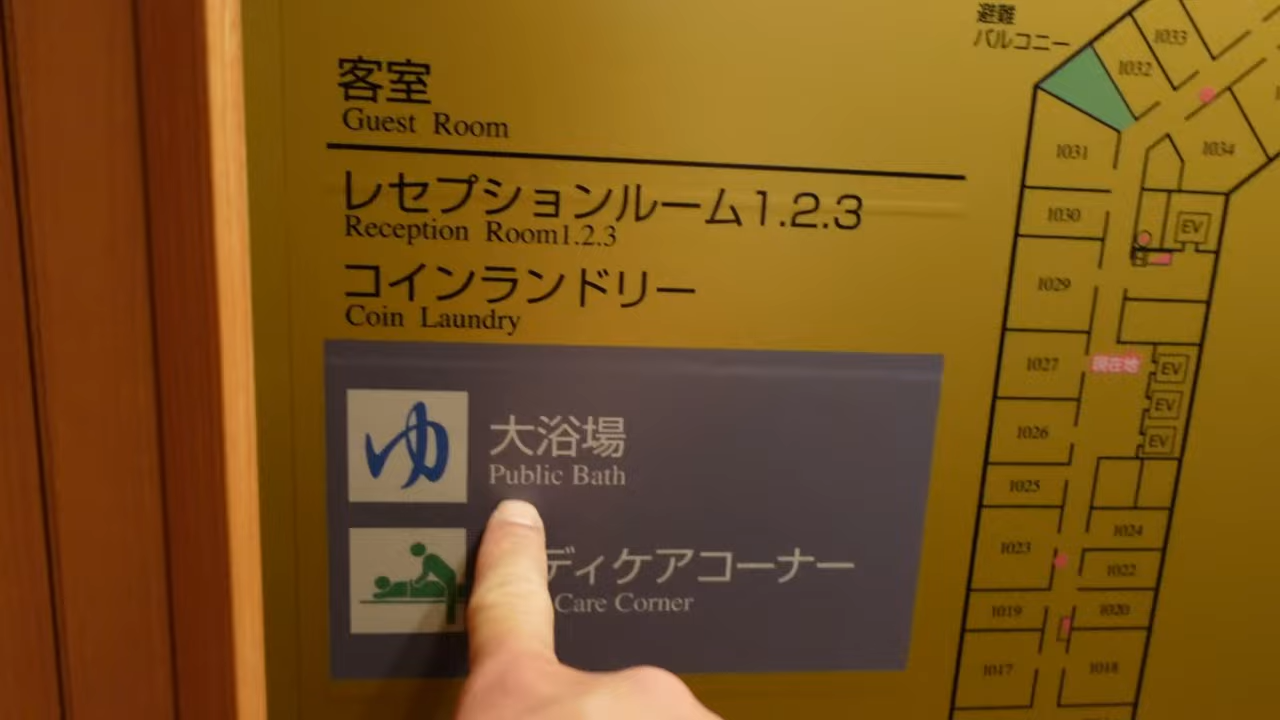 客室
Guest Room
レセプションルーム1.2.3
Reception Room1.2.3
コインランドリー
Coin Laundry
ゆ
大浴場
Public Bath
ディケアコーナー
Care Corner
避難
バルコニー
1033
1032
1031
1034
1030
EV
1029
1027
現在地
EV
EV
1026
EV
1025
1024
1023
1022
1019
1020
1017
1018